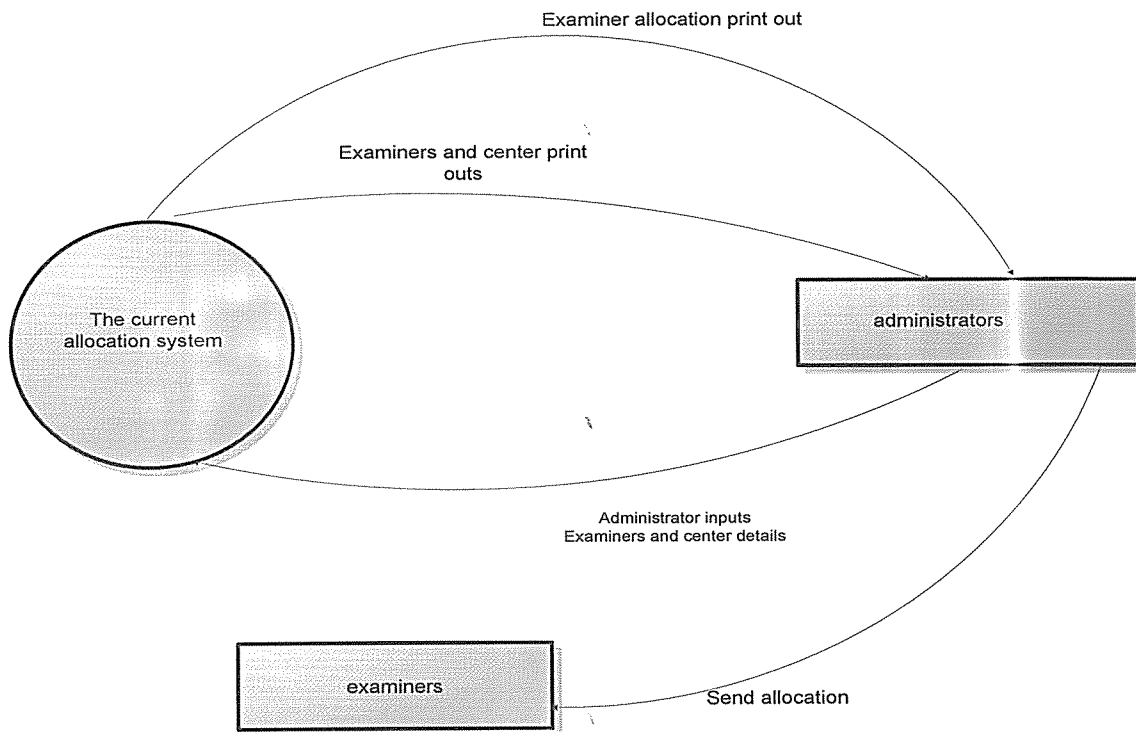 Examiner allocation print out
Examiners and center print
outs
The current
allocation system
administrators
Administrator inputs
Examiners and center details
examiners
Send allocation